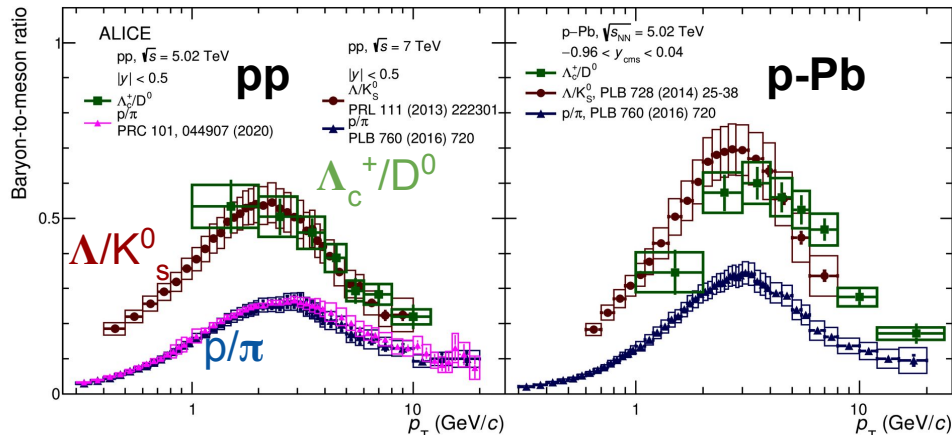 Baryon-to-meson ratio
1
0.5
0
ALICE
pp, √s = 5.02 TeV
|y| < 0.5
Λc+/D0
p/π
PRC 101, 044907 (2020)
pp
pp, √s = 7 TeV
|y| < 0.5
Λ/K0S
PRL 111 (2013) 222301
p/π
PLB 760 (2016) 720
Λc+/D0
Λ/K0s
p/π
1
10
pT (GeV/c)
p−Pb, √sNN = 5.02 TeV
−0.96 < ycms < 0.04
Λc+/D0
Λ/K0S, PLB 728 (2014) 25-38
p/π, PLB 760 (2016) 720
p-Pb
1
10
pT (GeV/c)